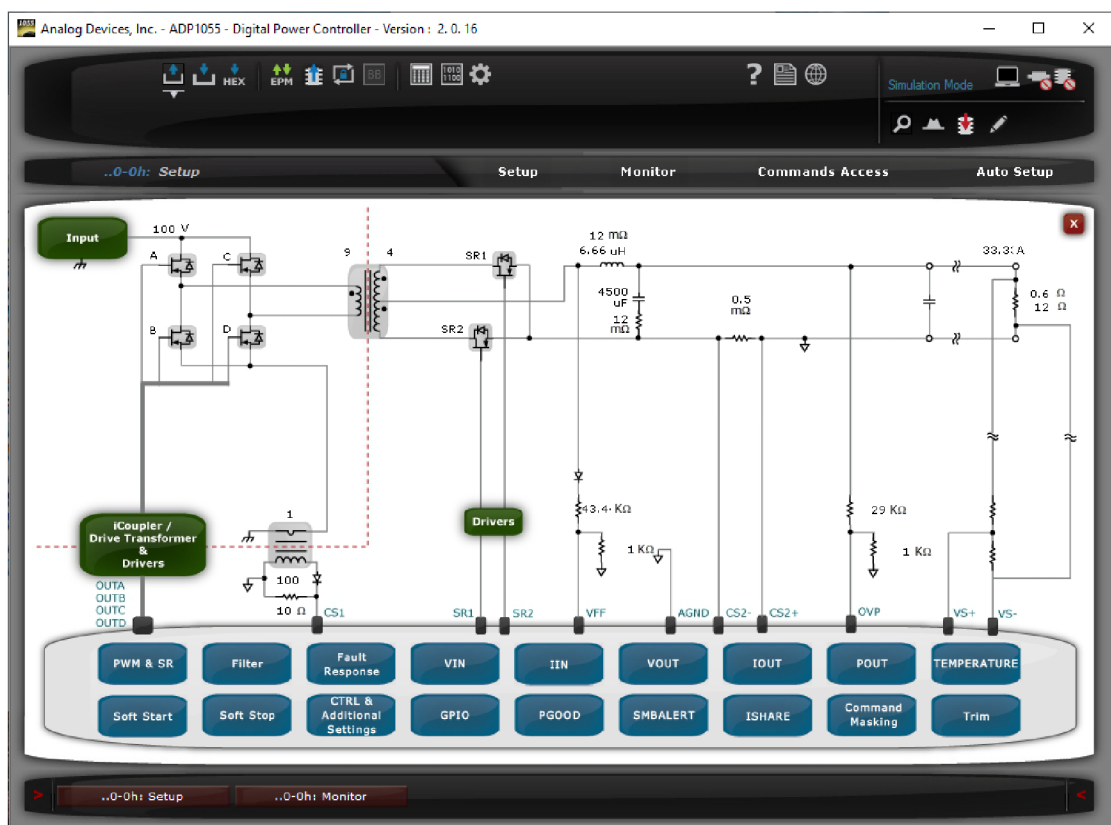 1055 Analog Devices, Inc. - ADP1055 - Digital Power Controller - Version : 2. 0. 16
HEX
EPM
BB
1010
1100
?
Simulation Mode
..0-0h: Setup
Setup
Monitor
Commands Access
Auto Setup
Input
100 V
A
C
B
D
9
4
SR1
SR2
12 mΩ
6.66 uH
4500
uF
12
mΩ
0.5
mΩ
33.33 A
0.6 Ω
12 Ω
X
iCoupler /
Drive Transformer
&
Drivers
1
100
10 Ω
Drivers
43.4 KΩ
1 KΩ
29 KΩ
1 KΩ
OUTA
OUTB
OUTC
OUTD
CS1
SR1
SR2
VFF
AGND
CS2-
CS2+
OVP
VS+
VS-
PWM & SR
Filter
Fault
Response
VIN
IIN
VOUT
IOUT
POUT
TEMPERATURE
Soft Start
Soft Stop
CTRL &
Additional
Settings
GPIO
PGOOD
SMBALERT
ISHARE
Command
Masking
Trim
>
..0-0h: Setup
..0-0h: Monitor
<